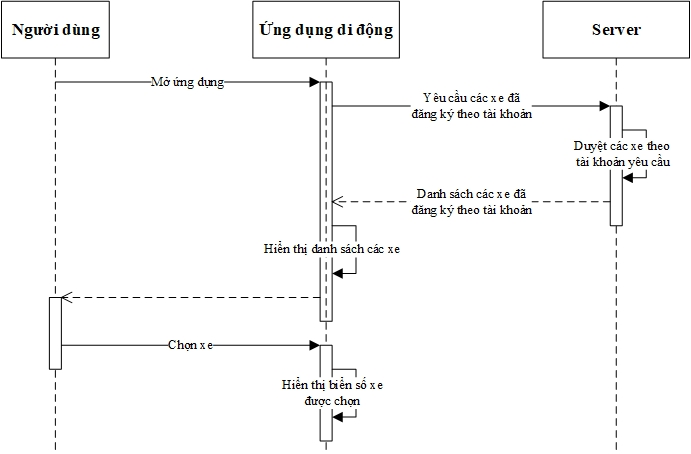 Người dùng
Ứng dụng di động
Server
Mở ứng dụng
Yêu cầu các xe đã
đăng ký theo tài khoản
Duyệt các xe theo
tài khoản yêu cầu
Danh sách các xe đã
đăng ký theo tài khoản
Hiển thị danh sách các xe
Chọn xe
Hiển thị biển số xe
được chọn